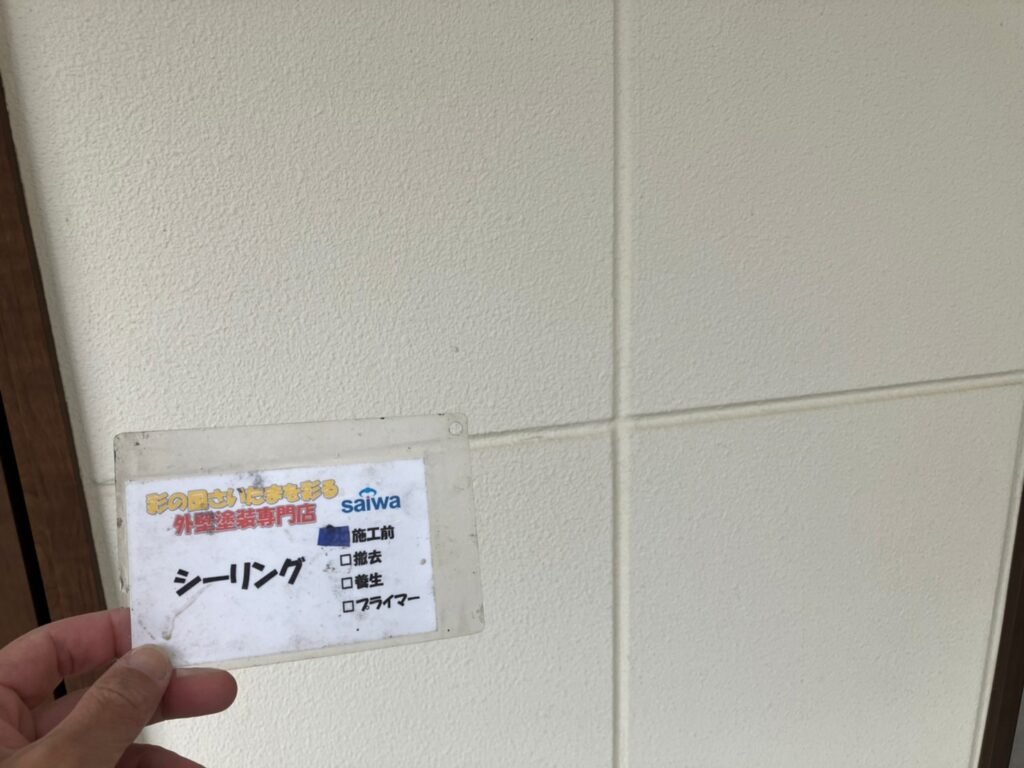 彩の国さいたまを彩る
外壁塗装専門店
saiwa
シーリング
施工前
□撤去
□養生
□プライマー